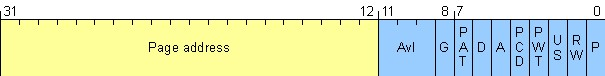 31 12 11 8 7 0
Page address Avl G PAT D A PCD PWT US RW P